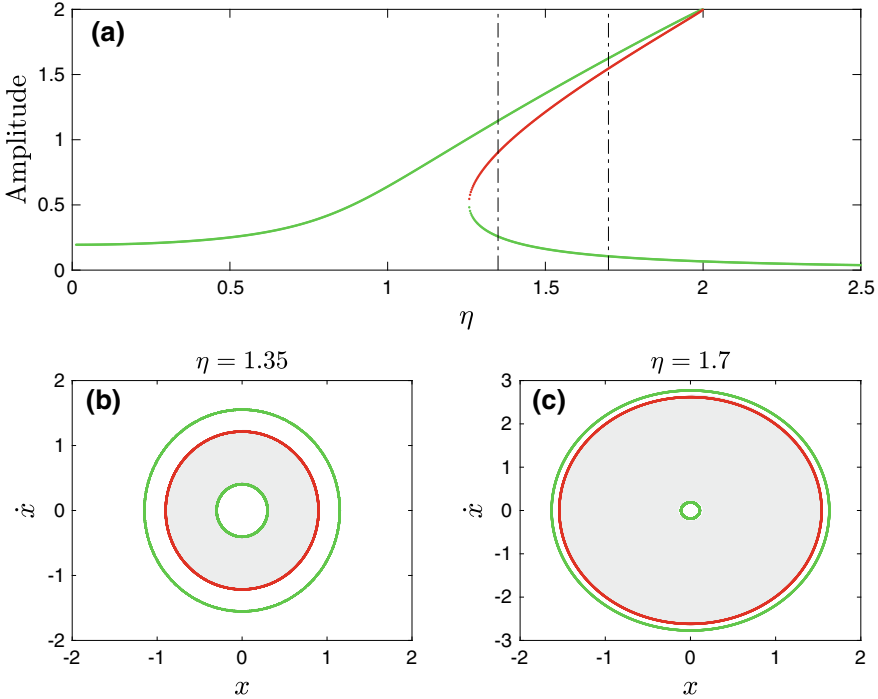 (a)
Amplitude
2
1.5
1
0.5
0
0 0.5 1 1.5 2 2.5
η
η = 1.35
(b)
ẋ
2
1
0
-1
-2
-2 -1 0 1 2
x
η = 1.7
(c)
ẋ
3
2
1
0
-1
-2
-3
-2 -1 0 1 2
x